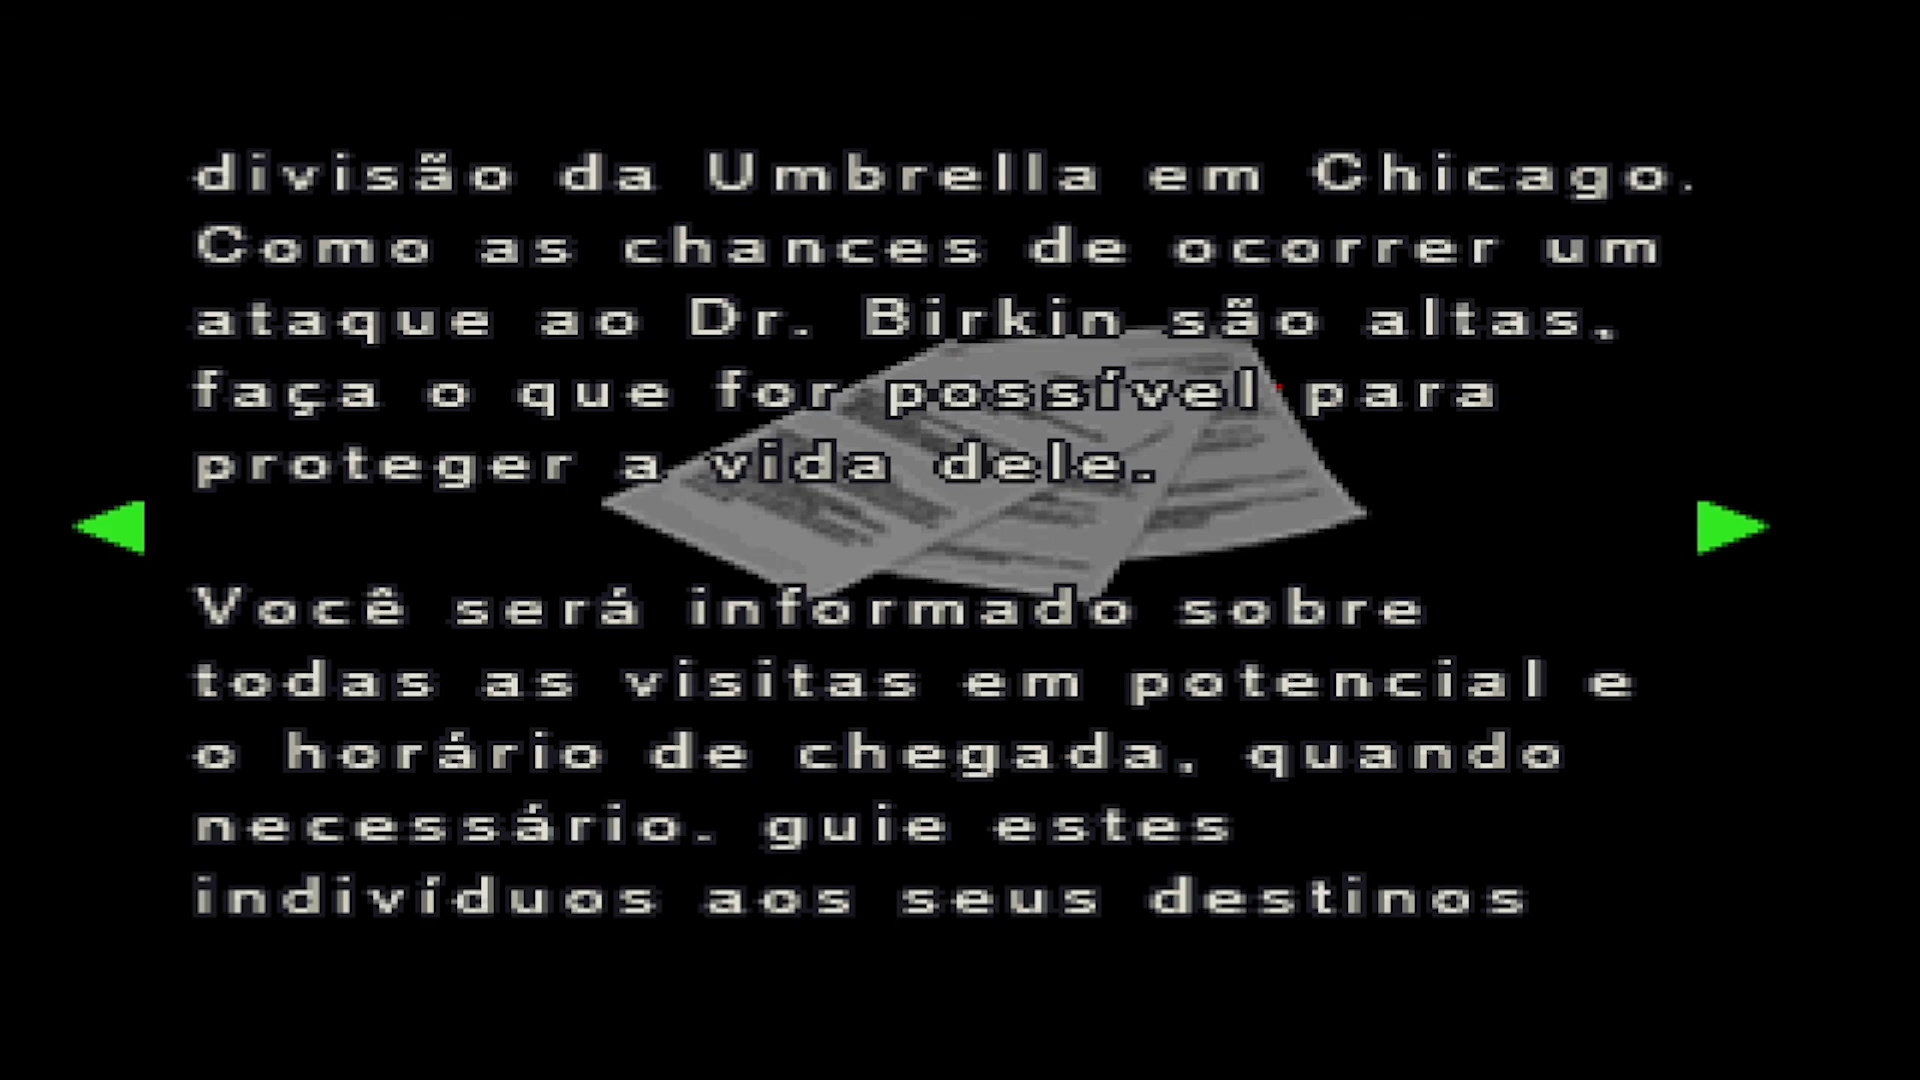 divisão da Umbrella em Chicago.
Como as chances de ocorrer um
ataque ao Dr. Birkin são altas,
faça o que for possível para
proteger a vida dele.
Você será informado sobre
todas as visitas em potencial e
o horário de chegada, quando
necessário. guie estes
indivíduos aos seus destinos